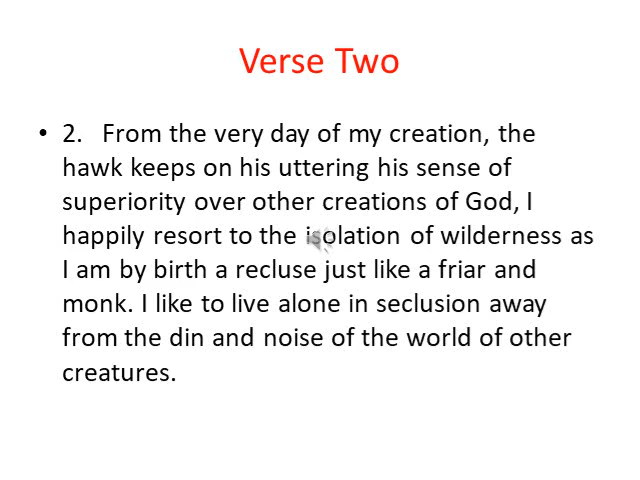 Verse Two
• 2. From the very day of my creation, the
hawk keeps on his uttering his sense of
superiority over other creations of God, I
happily resort to the isolation of wilderness as
I am by birth a recluse just like a friar and
monk. I like to live alone in seclusion away
from the din and noise of the world of other
creatures.